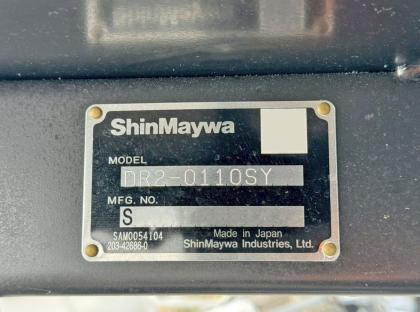 ShinMaywa
MODEL
DR2-0110SY
MFG. NO.
S
SAM0054104
Made in Japan
203-42686-0
ShinMaywa Industries, Ltd.